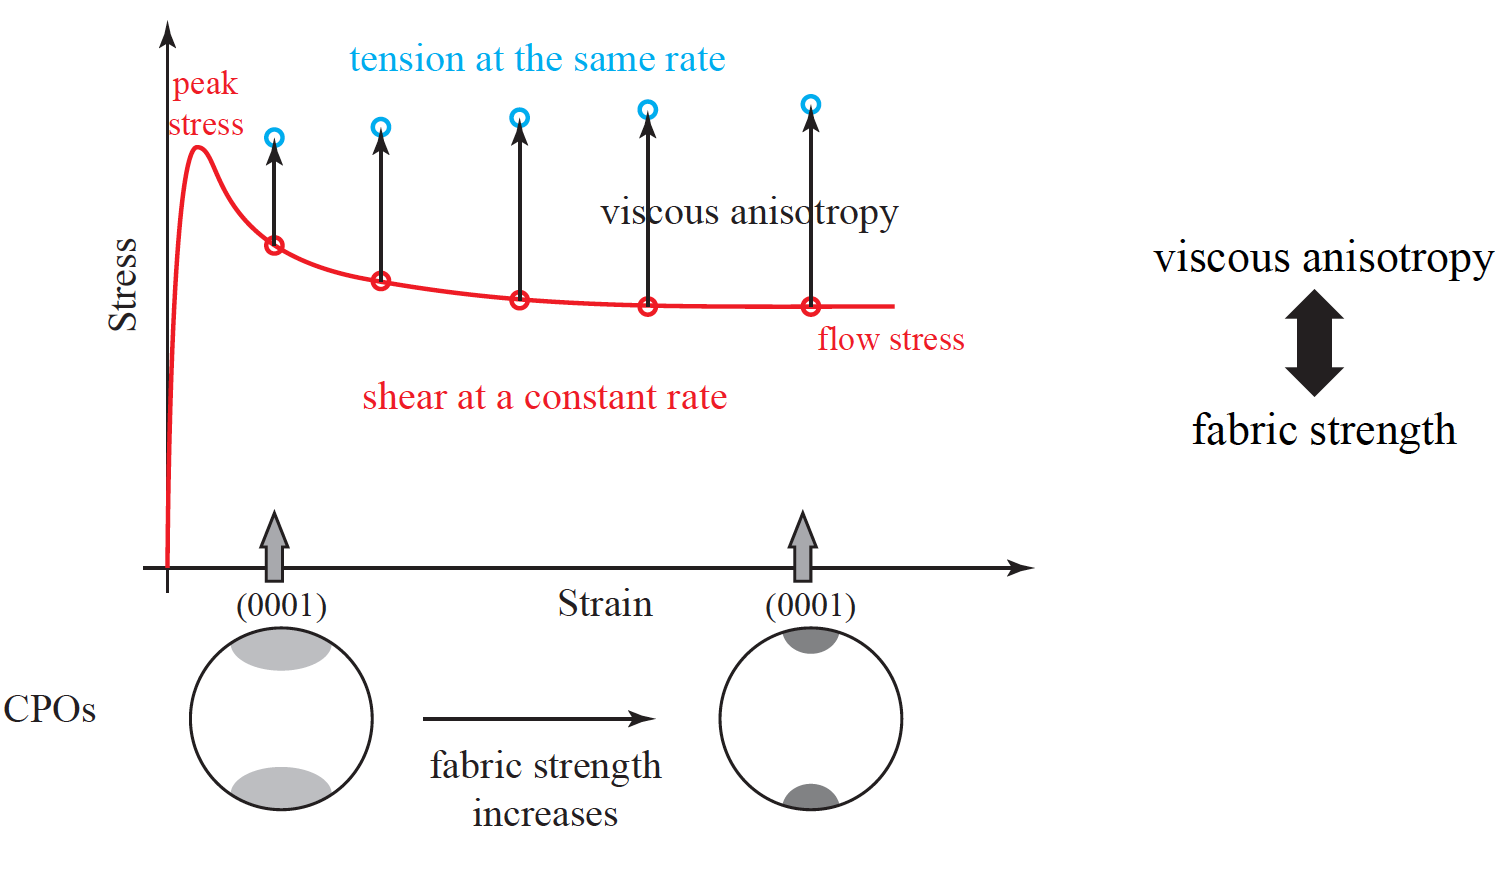 tension at the same rate
peak
stress
viscous anisotropy
Stress
flow stress
shear at a constant rate
viscous anisotropy
fabric strength
(0001)
Strain
(0001)
CPOs
fabric strength
increases